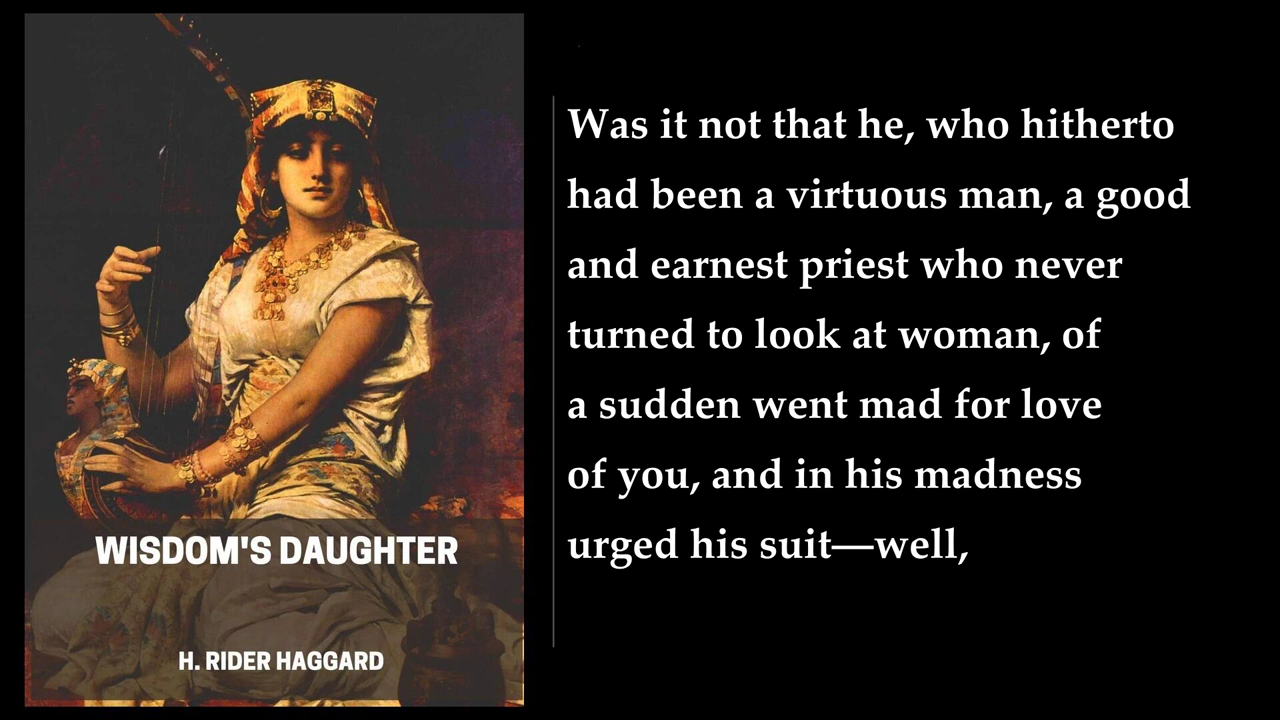 WISDOM'S DAUGHTER
H. RIDER HAGGARD
Was it not that he, who hitherto
had been a virtuous man, a good
and earnest priest who never
turned to look at woman, of
a sudden went mad for love
of you, and in his madness
urged his suit—well,